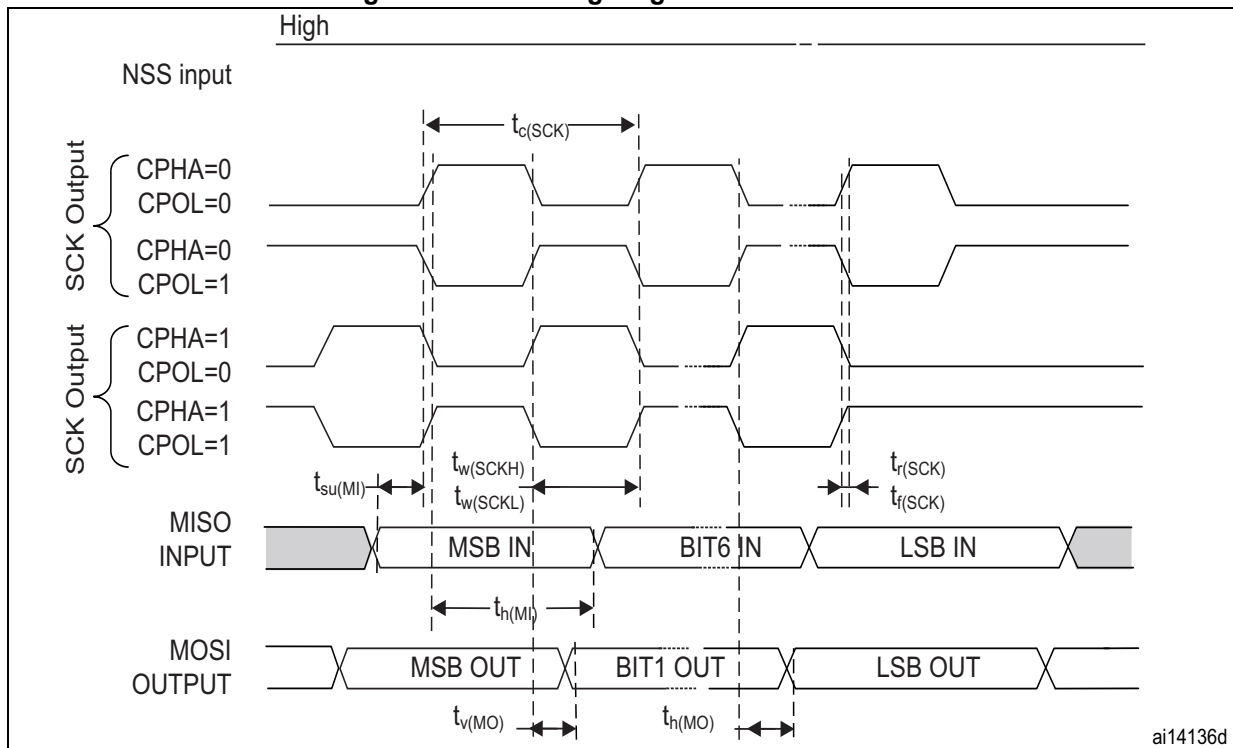 High
NSS input
tc(SCK)
SCK Output
CPHA=0
CPOL=0
CPHA=0
CPOL=1
SCK Output
CPHA=1
CPOL=0
CPHA=1
CPOL=1
tsu(MI)
tw(SCKH)
tw(SCKL)
tr(SCK)
tf(SCK)
MISO
INPUT
MSB IN
BIT6 IN
LSB IN
th(MI)
MOSI
OUTPUT
MSB OUT
BIT1 OUT
LSB OUT
tv(MO)
th(MO)
ai14136d